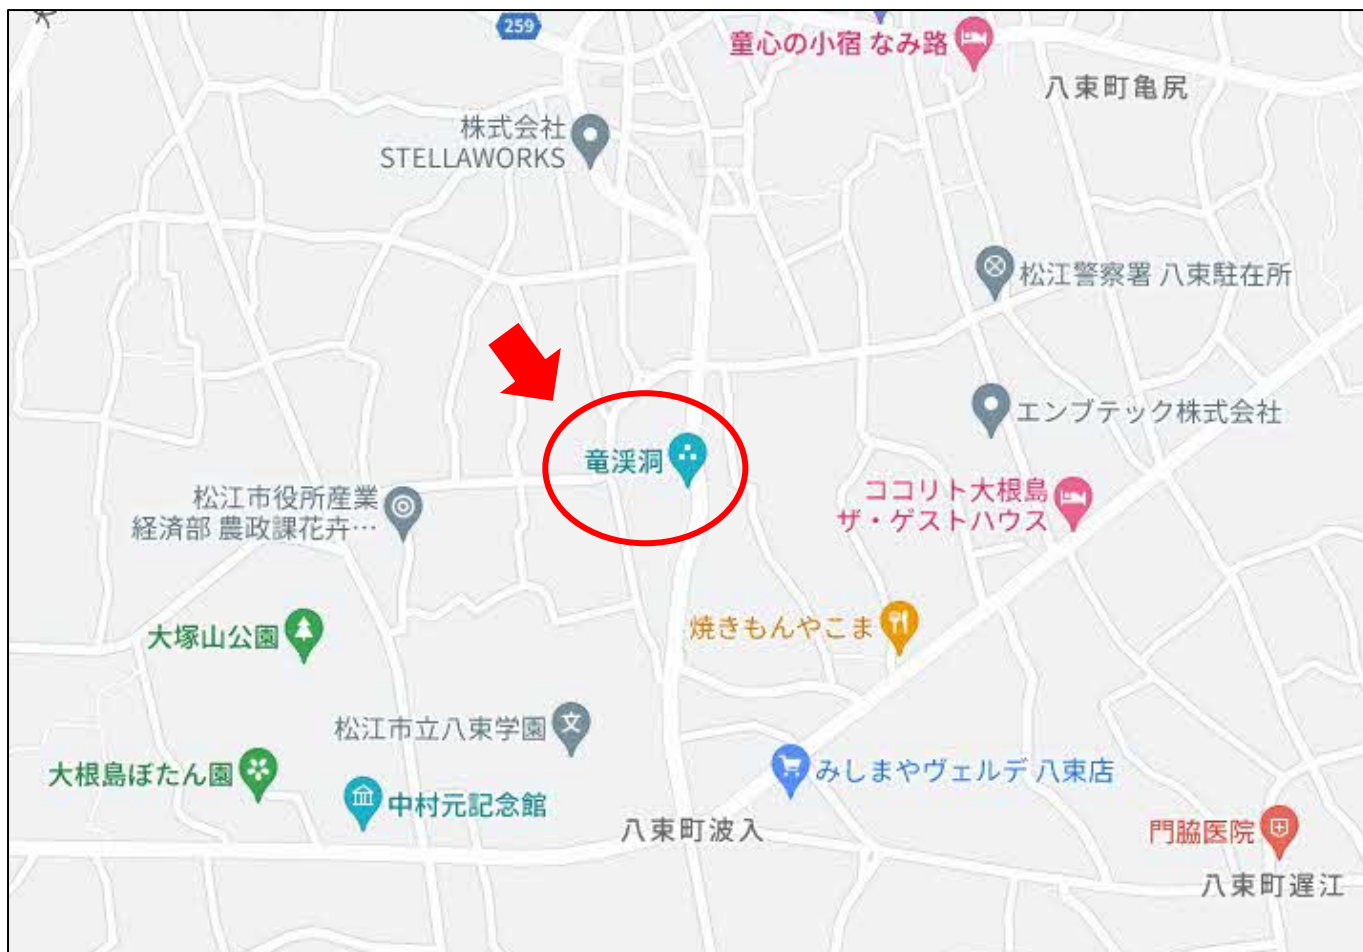 259
童心の小宿 なみ路
八束町亀尻
株式会社
STELLAWORKS
松江警察署 八束駐在所
エンブテック株式会社
竜渓洞
ココリト大根島
ザ・ゲストハウス
松江市役所産業
経済部 農政課花卉…
大塚山公園
焼きもんやこま
松江市立八束学園
文
大根島ぼたん園
みしまやヴェルデ 八束店
中村元記念館
八束町波入
門脇医院
八束町遅江